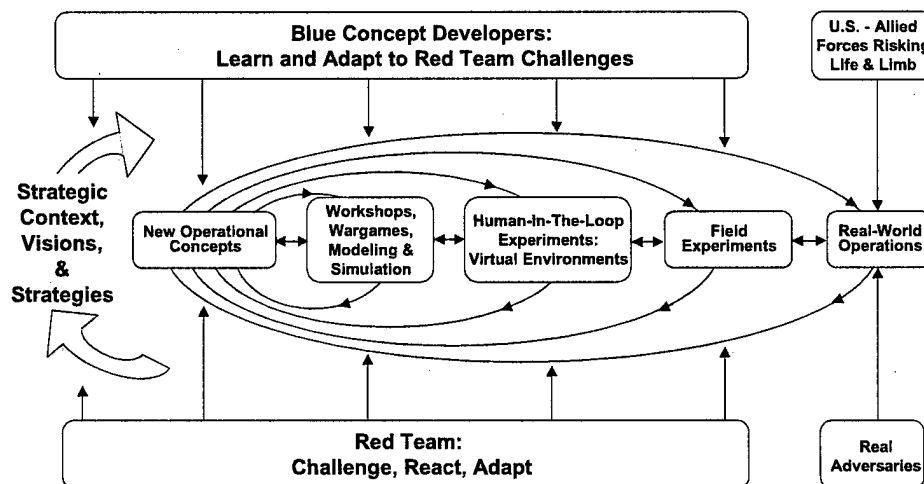 Blue Concept Developers:
Learn and Adapt to Red Team Challenges
U.S. - Allied
Forces Risking
Life & Limb
Strategic
Context,
Visions,
&
Strategies
New Operational
Concepts
Workshops,
Wargames,
Modeling &
Simulation
Human-In-The-Loop
Experiments:
Virtual Environments
Field
Experiments
Real-World
Operations
Red Team:
Challenge, React, Adapt
Real
Adversaries